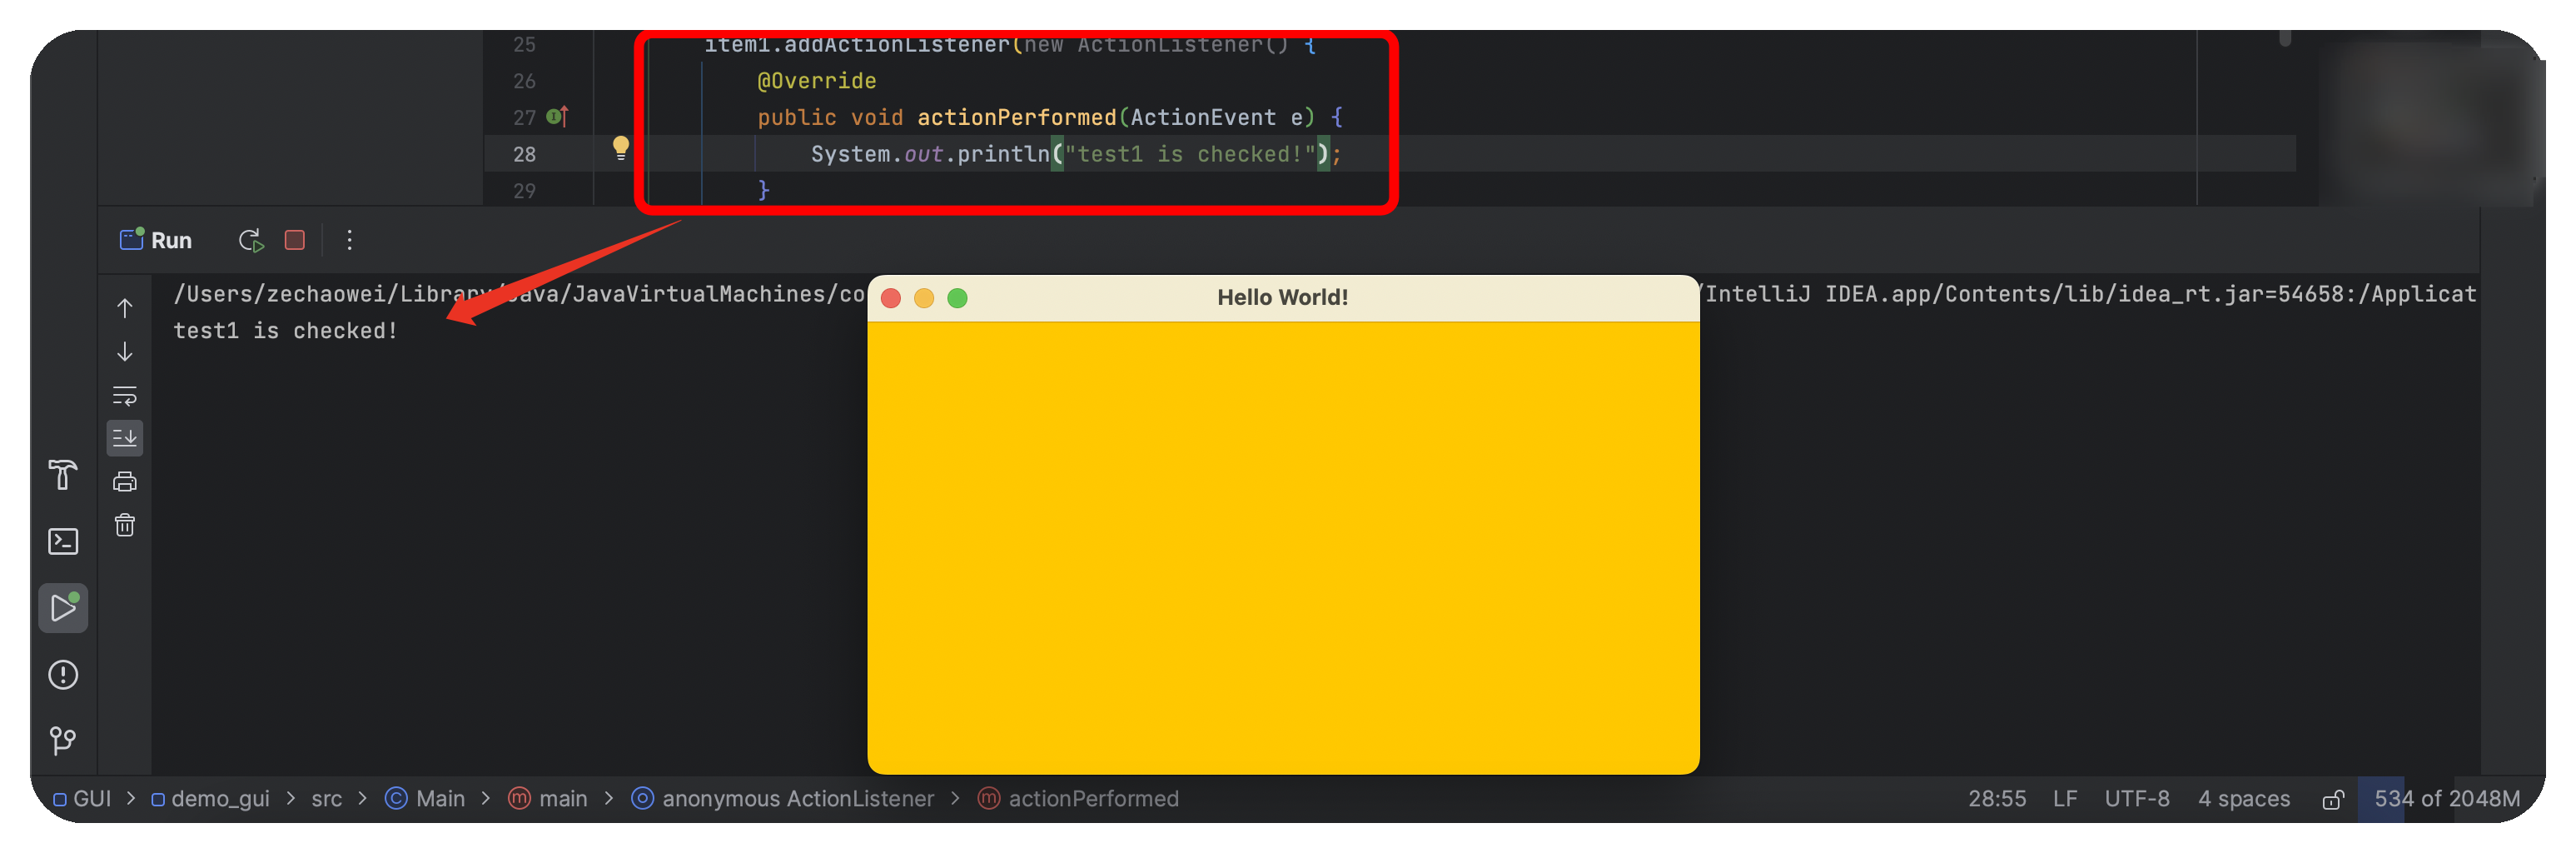 25 item1.addActionListener(new ActionListener() {
26 @Override
27 public void actionPerformed(ActionEvent e) {
28 System.out.println("test1 is checked!");
29 }
Run
/Users/zechaowei/Library/Java/JavaVirtualMachines/co /IntelliJ IDEA.app/Contents/lib/idea_rt.jar=54658:/Applicat
Hello World!
test1 is checked!
GUI > demo_gui > src > Main > main > anonymous ActionListener > actionPerformed 28:55 LF UTF-8 4 spaces 534 of 2048M